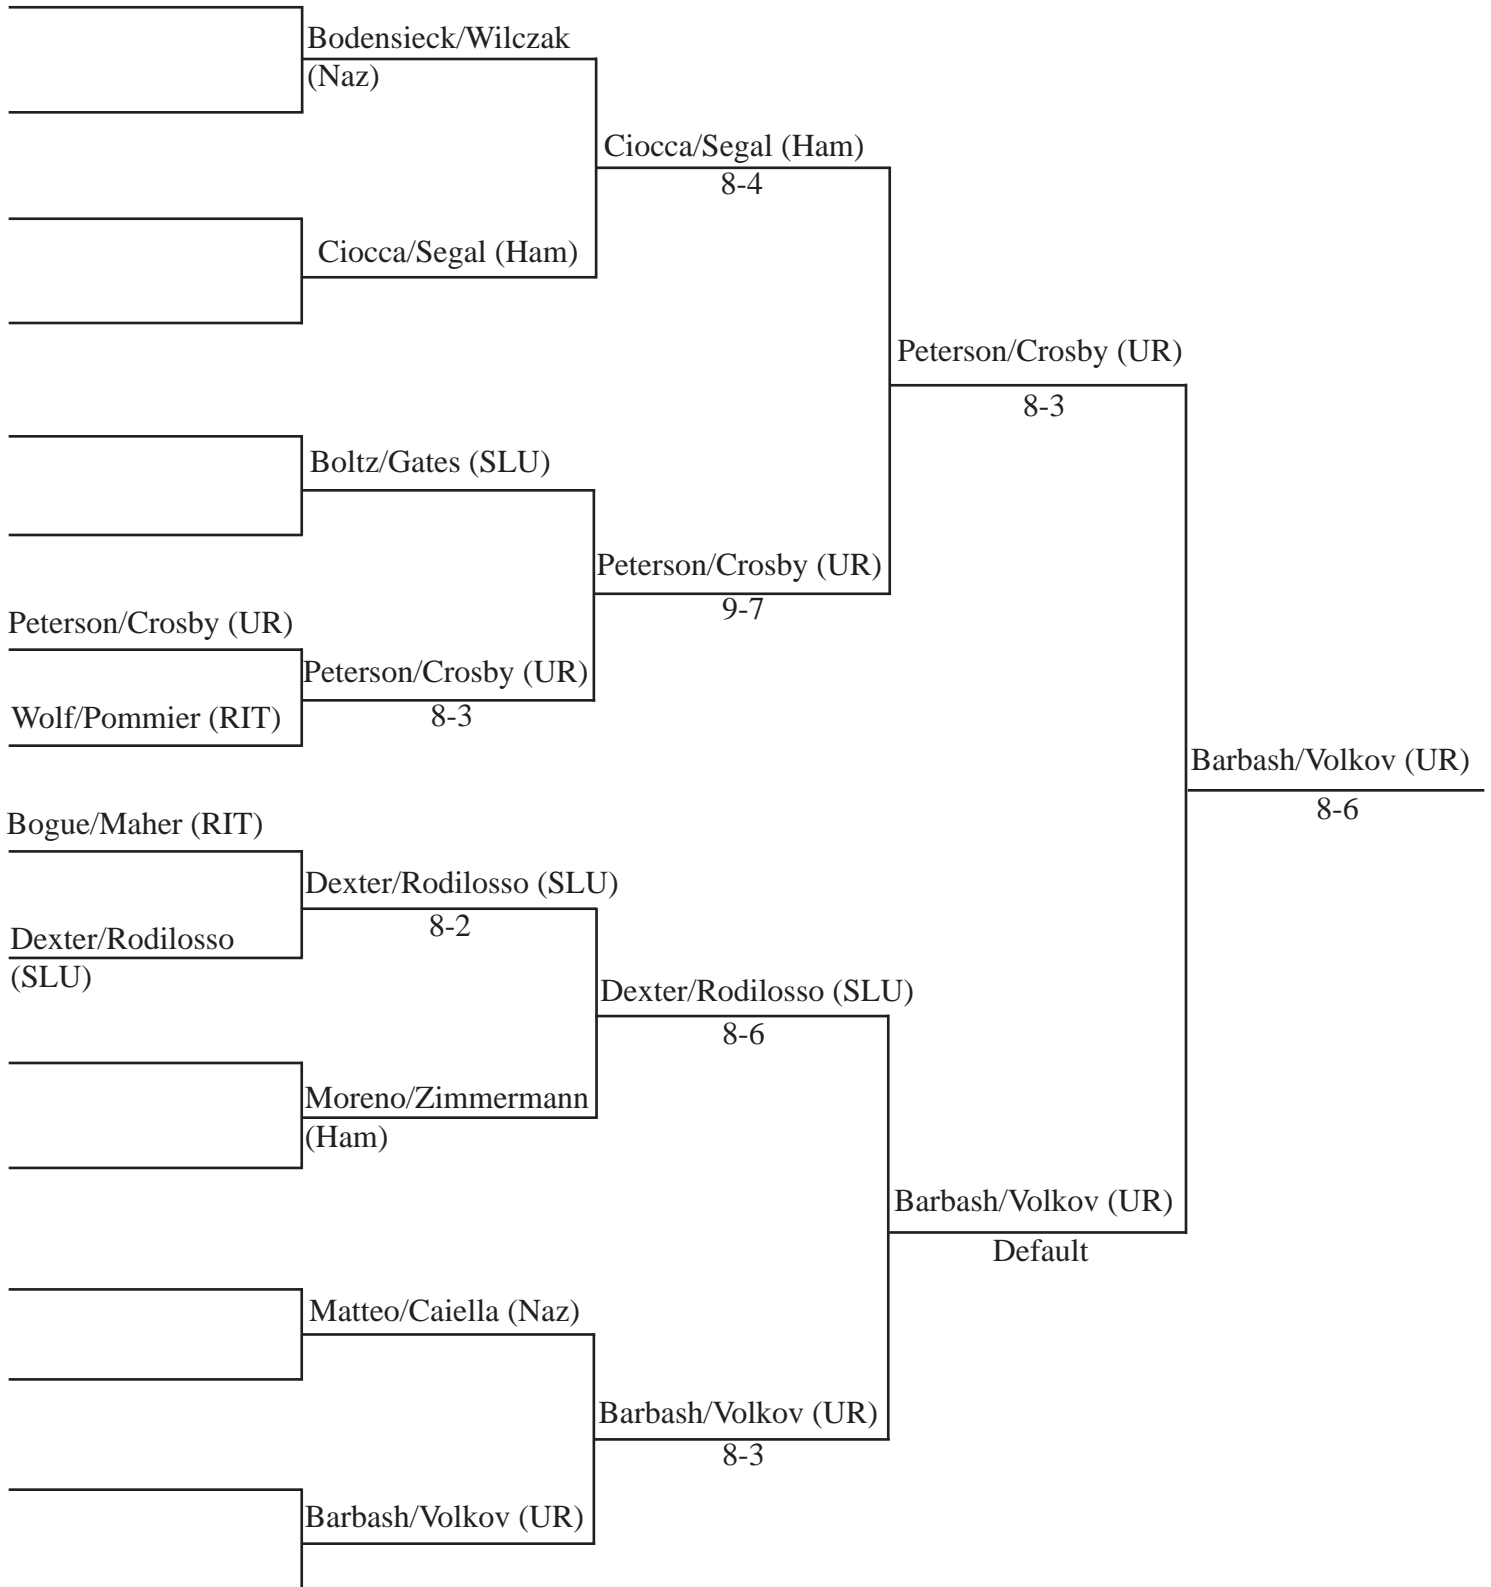 Bodensieck/Wilczak
(Naz)
Ciocca/Segal (Ham)
8-4
Ciocca/Segal (Ham)
Peterson/Crosby (UR)
8-3
Boltz/Gates (SLU)
Peterson/Crosby (UR)
9-7
Peterson/Crosby (UR)
Peterson/Crosby (UR)
8-3
Wolf/Pommier (RIT)
Barbash/Volkov (UR)
8-6
Bogue/Maher (RIT)
Dexter/Rodilosso (SLU)
8-2
Dexter/Rodilosso
(SLU)
Dexter/Rodilosso (SLU)
8-6
Moreno/Zimmermann
(Ham)
Barbash/Volkov (UR)
Default
Matteo/Caiella (Naz)
Barbash/Volkov (UR)
8-3
Barbash/Volkov (UR)